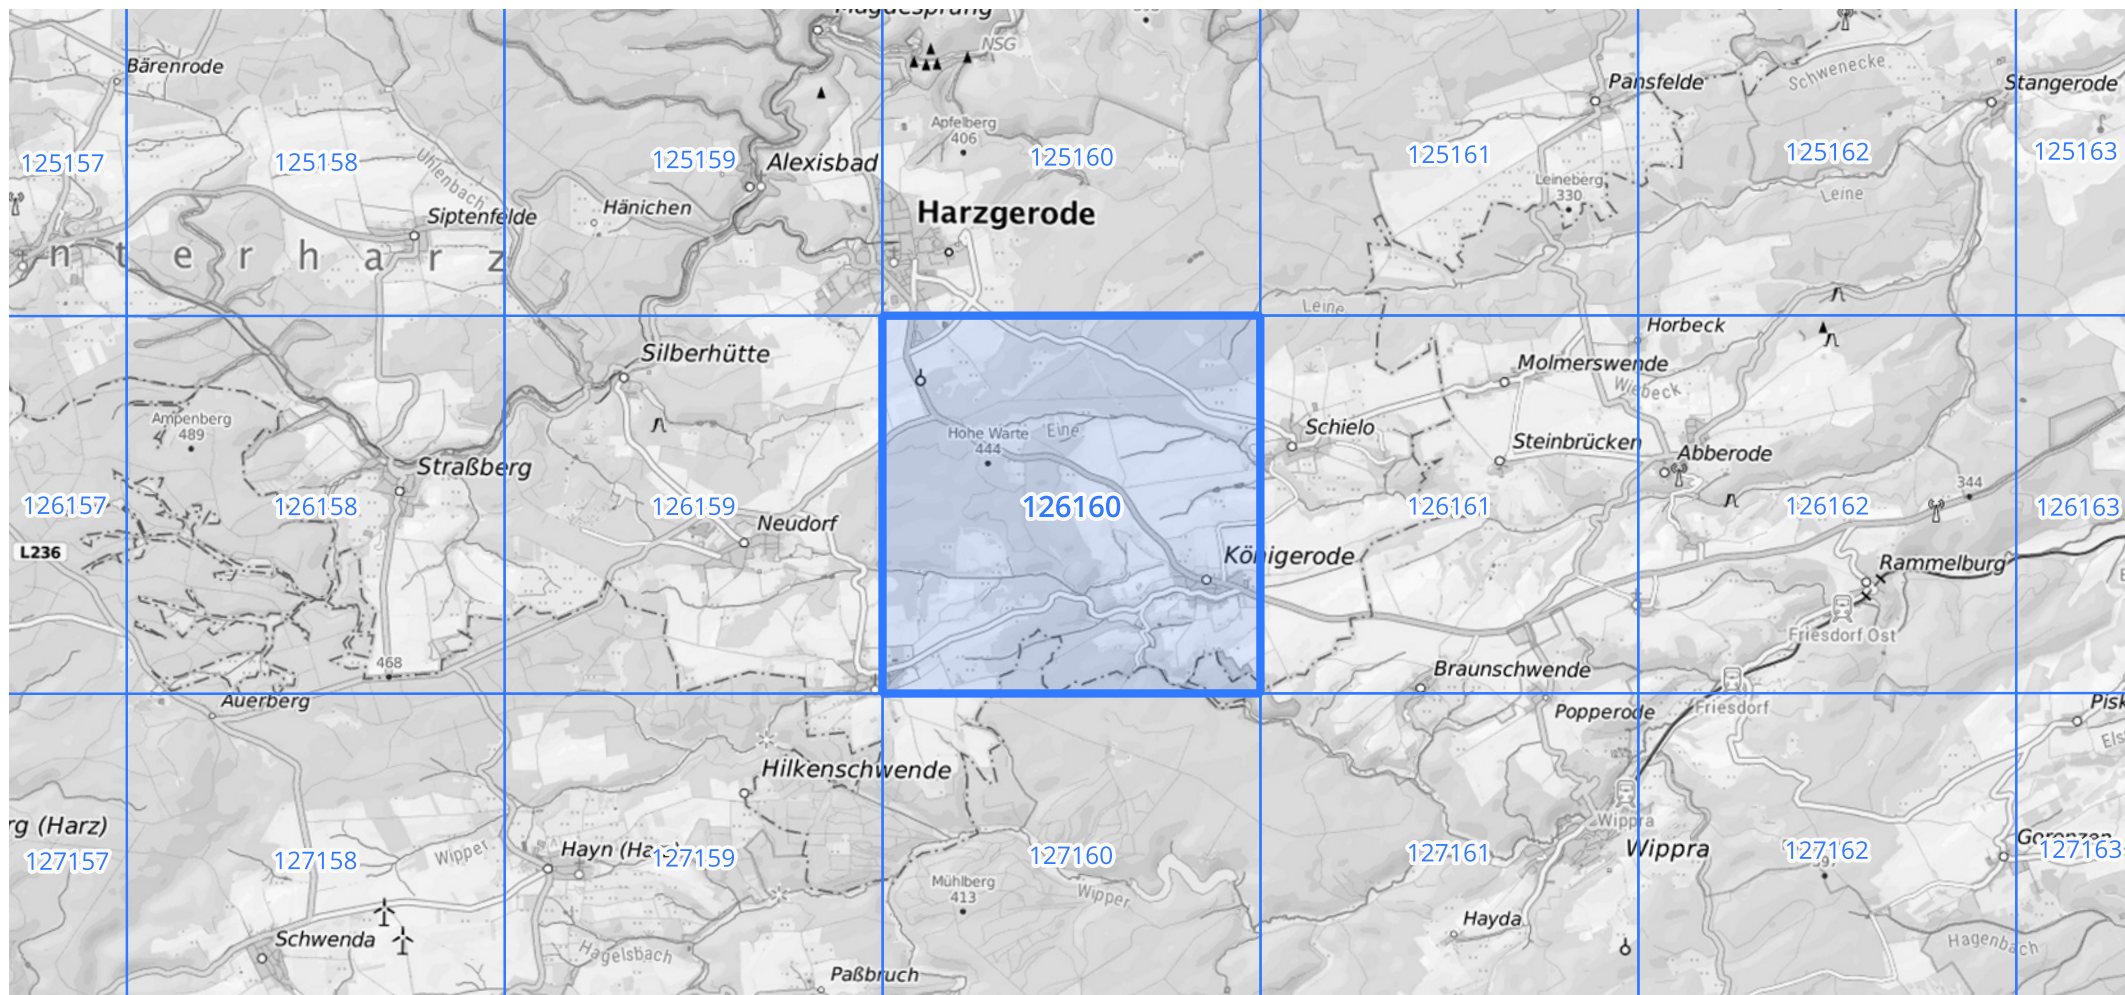 Bärenrode
NSG
Pansfelde
Schwenecke
Stangerode
Apfelberg
406
125157
125158
Uhlenbach
125159
Alexisbad
125160
125161
125162
125163
Leineberg
330
Leine
Siptenfelde
Hänichen
Harzgerode
n t e r h a r z
Leine
Horbeck
Silberhütte
Molmerswende
Wiebeck
Ampenberg
489
Hohe Warte
444
Eine
Schielo
Steinbrücken
Abberode
Straßberg
344
126157
126158
126159
126160
126161
126162
126163
Neudorf
L236
Königerode
Rammelburg
Friesdorf Ost
468
Braunschwende
Auerberg
Friesdorf
Popperode
Pisk
Els
Hilkenschwende
rg (Harz)
Wippra
127157
127158
Wipper
Hayn (Ha
127159
127160
127161
Wippra
127162
127163
Mühlberg
413
Wipper
Hayda
Schwenda
Hagelsbach
Hagenbach
Paßbruch